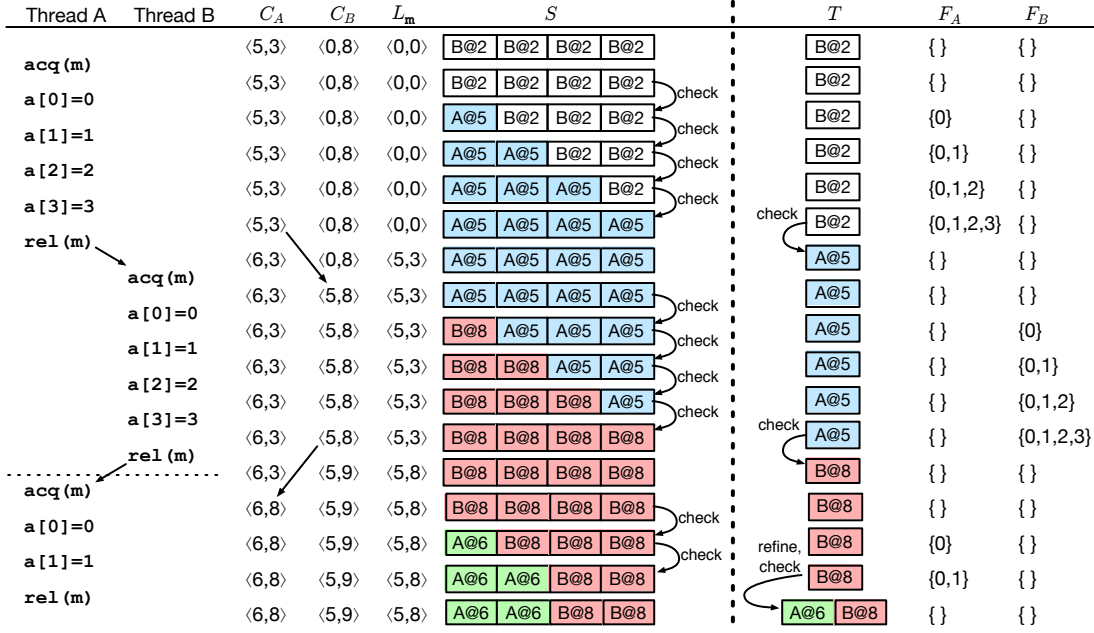 Thread A Thread B C_A C_B L_m S T F_A F_B
⟨5,3⟩ ⟨0,8⟩ ⟨0,0⟩ B@2 B@2 B@2 B@2 B@2 { } { }
acq(m)
⟨5,3⟩ ⟨0,8⟩ ⟨0,0⟩ B@2 B@2 B@2 B@2 B@2 { } { }
a[0]=0 check
⟨5,3⟩ ⟨0,8⟩ ⟨0,0⟩ A@5 B@2 B@2 B@2 B@2 {0} { }
a[1]=1 check
⟨5,3⟩ ⟨0,8⟩ ⟨0,0⟩ A@5 A@5 B@2 B@2 B@2 {0,1} { }
a[2]=2 check
⟨5,3⟩ ⟨0,8⟩ ⟨0,0⟩ A@5 A@5 A@5 B@2 B@2 {0,1,2} { }
a[3]=3 check
⟨5,3⟩ ⟨0,8⟩ ⟨0,0⟩ A@5 A@5 A@5 A@5 B@2 {0,1,2,3} { }
rel(m) check
⟨6,3⟩ ⟨0,8⟩ ⟨5,3⟩ A@5 A@5 A@5 A@5 A@5 { } { }
acq(m)
⟨6,3⟩ ⟨5,8⟩ ⟨5,3⟩ A@5 A@5 A@5 A@5 A@5 { } { }
a[0]=0 check
⟨6,3⟩ ⟨5,8⟩ ⟨5,3⟩ B@8 A@5 A@5 A@5 A@5 { } {0}
a[1]=1 check
⟨6,3⟩ ⟨5,8⟩ ⟨5,3⟩ B@8 B@8 A@5 A@5 A@5 { } {0,1}
a[2]=2 check
⟨6,3⟩ ⟨5,8⟩ ⟨5,3⟩ B@8 B@8 B@8 A@5 A@5 { } {0,1,2}
a[3]=3 check
⟨6,3⟩ ⟨5,8⟩ ⟨5,3⟩ B@8 B@8 B@8 B@8 A@5 { } {0,1,2,3}
rel(m) check
⟨6,3⟩ ⟨5,9⟩ ⟨5,8⟩ B@8 B@8 B@8 B@8 B@8 { } { }
acq(m)
⟨6,8⟩ ⟨5,9⟩ ⟨5,8⟩ B@8 B@8 B@8 B@8 B@8 { } { }
a[0]=0 check
⟨6,8⟩ ⟨5,9⟩ ⟨5,8⟩ A@6 B@8 B@8 B@8 B@8 {0} { }
a[1]=1 check
⟨6,8⟩ ⟨5,9⟩ ⟨5,8⟩ A@6 A@6 B@8 B@8 B@8 {0,1} { }
rel(m) refine, check
⟨6,8⟩ ⟨5,9⟩ ⟨5,8⟩ A@6 A@6 B@8 B@8 A@6 B@8 { } { }